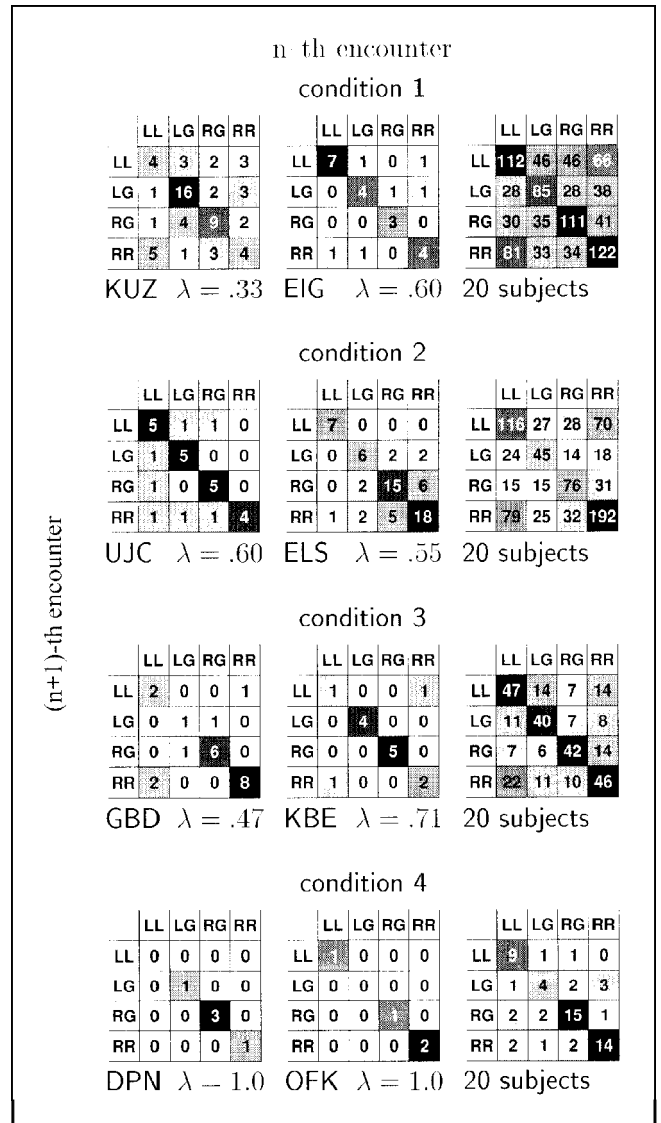 n-th encounter
condition 1
LL LG RG RR LL LG RG RR LL LG RG RR
LL 4 3 2 3 LL 7 1 0 1 LL 112 46 46 66
LG 1 16 2 3 LG 0 4 1 1 LG 28 85 28 38
RG 1 4 9 2 RG 0 0 3 0 RG 30 35 111 41
RR 5 1 3 4 RR 1 1 0 4 RR 81 33 34 122
KUZ λ = .33 EIG λ = .60 20 subjects
condition 2
LL LG RG RR LL LG RG RR LL LG RG RR
LL 5 1 1 0 LL 7 0 0 0 LL 116 27 28 70
LG 1 5 0 0 LG 0 6 2 2 LG 24 45 14 18
RG 1 0 5 0 RG 0 2 15 6 RG 15 15 76 31
RR 1 1 1 4 RR 1 2 5 18 RR 79 25 32 192
UJC λ = .60 ELS λ = .55 20 subjects
(n+1)-th encounter
condition 3
LL LG RG RR LL LG RG RR LL LG RG RR
LL 2 0 0 1 LL 1 0 0 1 LL 47 14 7 14
LG 0 1 1 0 LG 0 4 0 0 LG 11 40 7 8
RG 0 1 6 0 RG 0 0 5 0 RG 7 6 42 14
RR 2 0 0 8 RR 1 0 0 2 RR 22 11 10 46
GBD λ = .47 KBE λ = .71 20 subjects
condition 4
LL LG RG RR LL LG RG RR LL LG RG RR
LL 0 0 0 0 LL 1 0 0 0 LL 9 1 1 0
LG 0 1 0 0 LG 0 0 0 0 LG 1 4 2 3
RG 0 0 3 0 RG 0 0 1 0 RG 2 2 15 1
RR 0 0 0 1 RR 0 0 0 2 RR 2 1 2 14
DPN λ = 1.0 OFK λ = 1.0 20 subjects